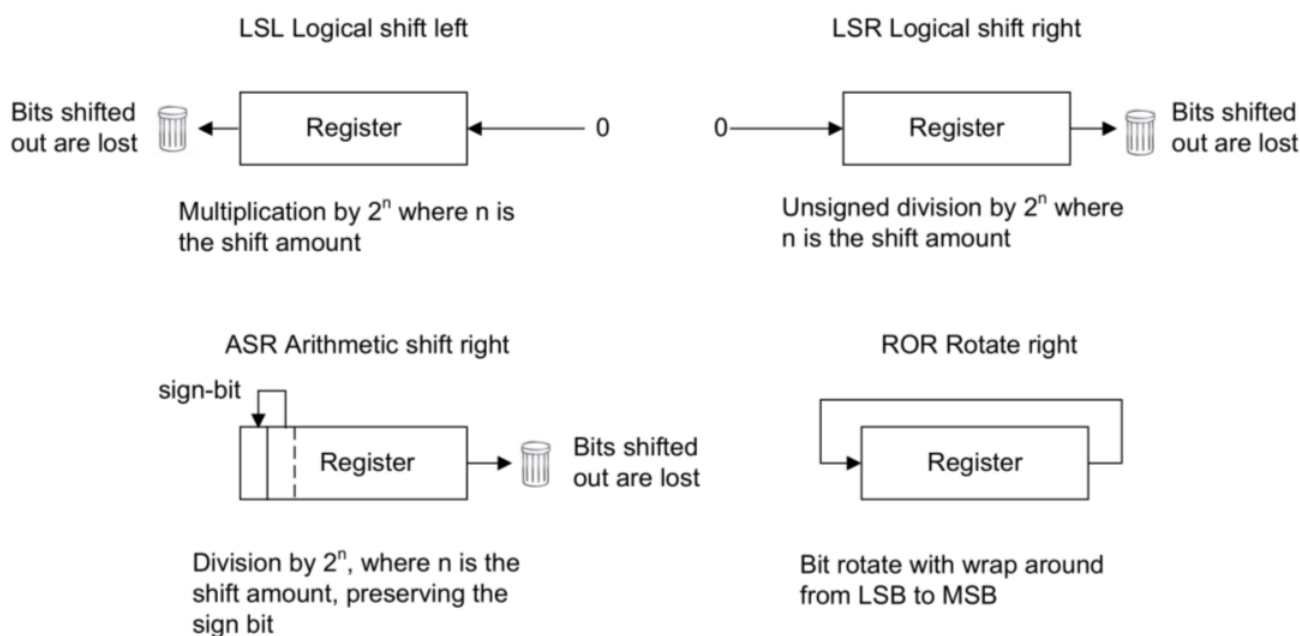 LSL Logical shift left
Bits shifted
out are lost
Register
0
Multiplication by 2ⁿ where n is
the shift amount
LSR Logical shift right
0
Register
Bits shifted
out are lost
Unsigned division by 2ⁿ where
n is the shift amount
ASR Arithmetic shift right
sign-bit
Register
Bits shifted
out are lost
Division by 2ⁿ, where n is the
shift amount, preserving the
sign bit
ROR Rotate right
Register
Bit rotate with wrap around
from LSB to MSB